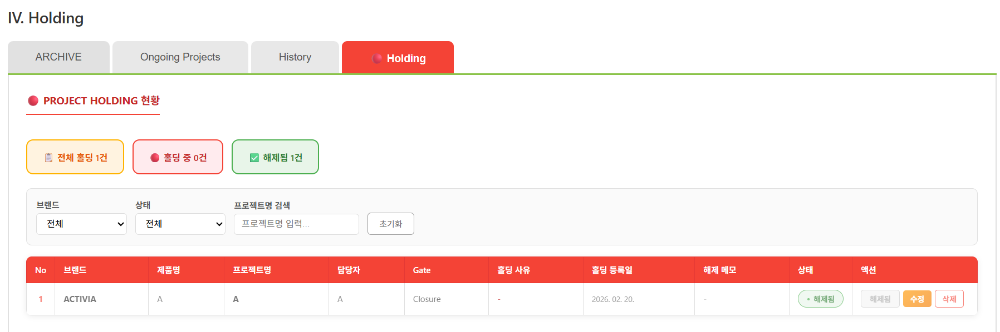 IV. Holding
ARCHIVE
Ongoing Projects
History
Holding
PROJECT HOLDING 현황
전체 홀딩 1건
홀딩 중 0건
해제됨 1건
브랜드
상태
프로젝트명 검색
전체
전체
프로젝트명 입력...
초기화
No 브랜드 제품명 프로젝트명 담당자 Gate 홀딩 사유 홀딩 등록일 해제 메모 상태 액션
1 ACTIVIA A A A Closure - 2026. 02. 20. - • 해제됨 해제됨 수정 삭제